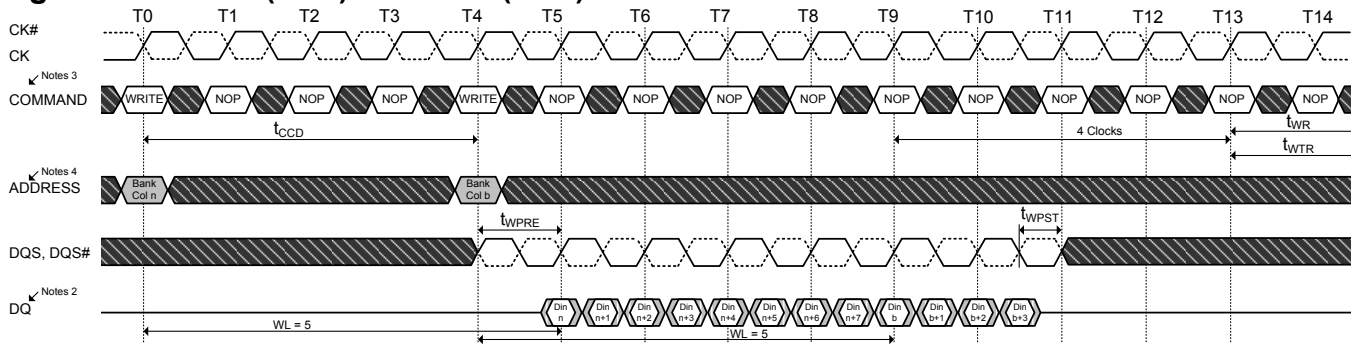 T0 T1 T2 T3 T4 T5 T6 T7 T8 T9 T10 T11 T12 T13 T14
CK#
CK
Notes 3
COMMAND WRITE NOP NOP NOP WRITE NOP NOP NOP NOP NOP NOP NOP NOP NOP NOP
tCCD 4 Clocks tWR
tWTR
Notes 4
ADDRESS Bank Col n Bank Col b
tWPRE tWPST
DQS, DQS#
Notes 2
DQ Din n Din n+1 Din n+2 Din n+3 Din n+4 Din n+5 Din n+6 Din n+7 Din b Din b+1 Din b+2 Din b+3
WL = 5 WL = 5